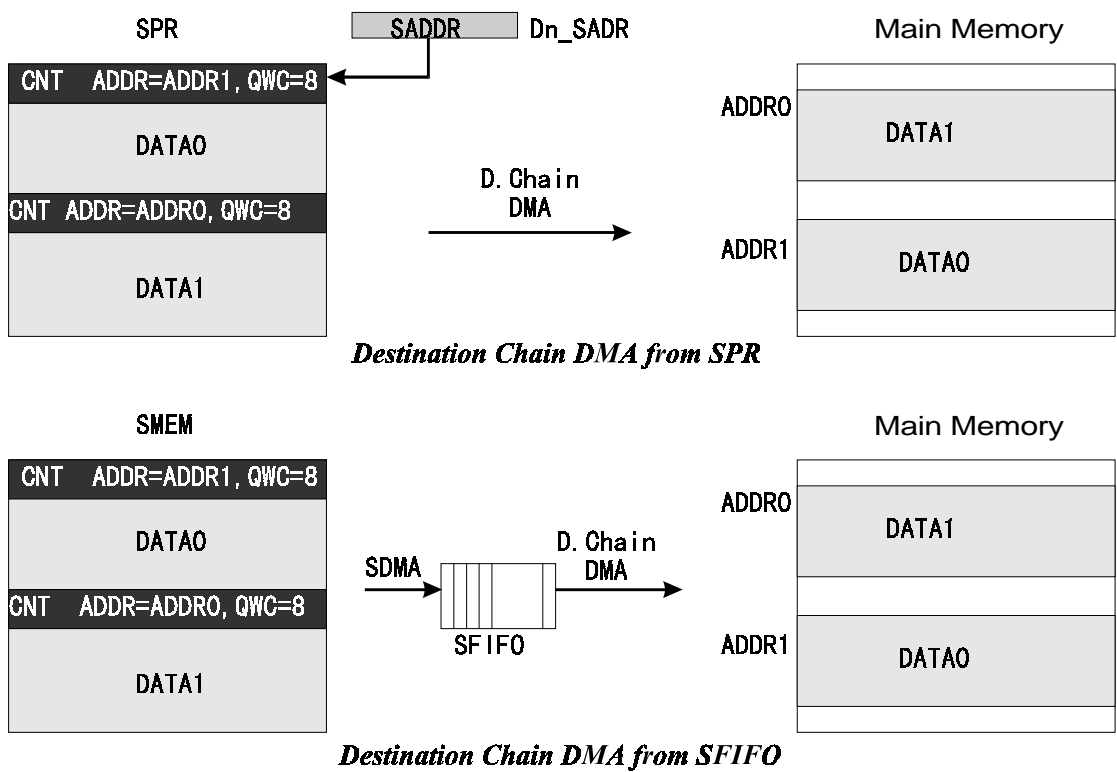 SPR
SADDR
Dn_SADR
Main Memory
CNT ADDR=ADDR1, QWC=8
DATA0
CNT ADDR=ADDR0, QWC=8
DATA1
D.Chain
DMA
ADDR0
DATA1
ADDR1
DATA0
Destination Chain DMA from SPR
SMEM
Main Memory
CNT ADDR=ADDR1, QWC=8
DATA0
CNT ADDR=ADDR0, QWC=8
DATA1
SDMA
SFIFO
D.Chain
DMA
ADDR0
DATA1
ADDR1
DATA0
Destination Chain DMA from SFIFO